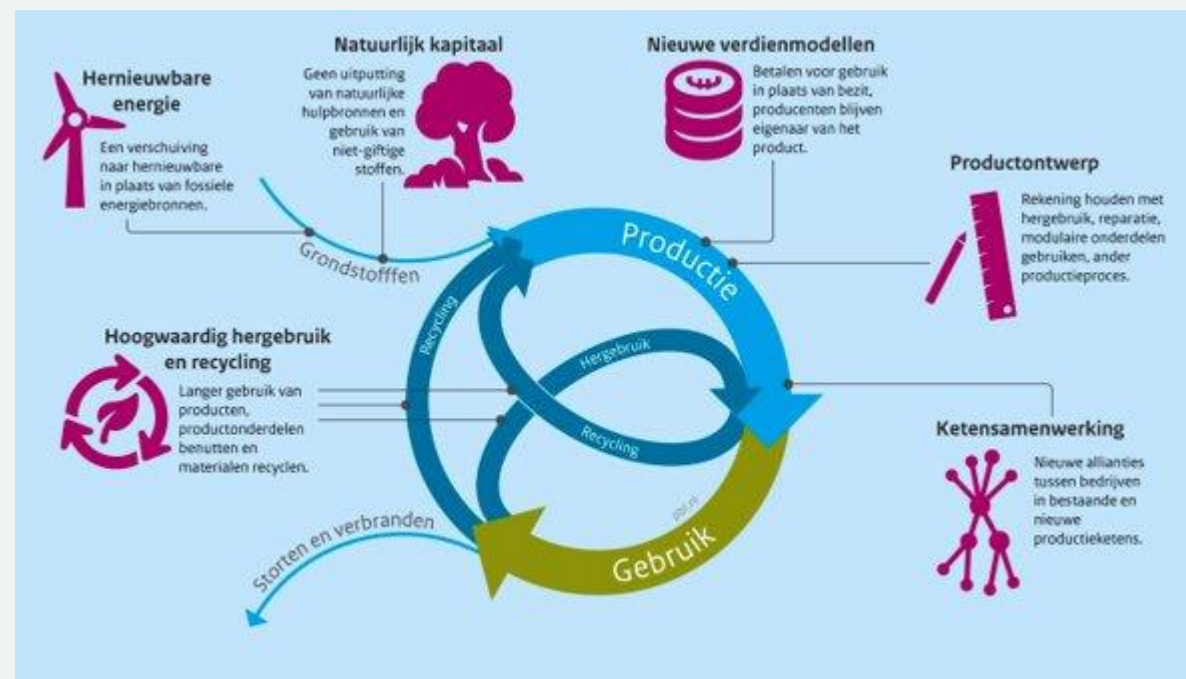 Natuurlijk kapitaal
Geen uitputting
van natuurlijke
hulpbronnen en
gebruik van
niet-giftige
stoffen.
Nieuwe verdienmodellen
Betalen voor gebruik
in plaats van bezit,
producenten blijven
eigenaar van het
product.
Hernieuwbare
energie
Een verschuiving
naar hernieuwbare
in plaats van fossiele
energiebronnen.
Productontwerp
Rekening houden met
hergebruik, reparatie,
modulaire onderdelen
gebruiken, ander
productieproces.
Grondstofffen
Productie
Recycling
Hergebruik
Recycling
Hoogwaardig hergebruik
en recycling
Langer gebruik van
producten,
productonderdelen
benutten en
materialen recyclen.
Ketensamenwerking
Nieuwe allianties
tussen bedrijven
in bestaande en
nieuwe
productieketens.
pbl.nl
Gebruik
Storten en verbranden